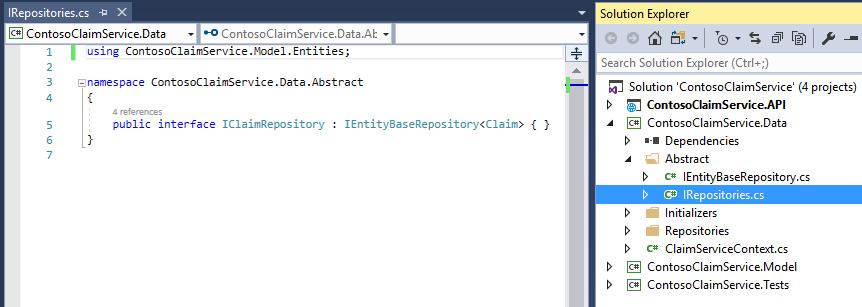 IRepositories.cs
ContosoClaimService.Data
ContosoClaimService.Data.Ab
1 using ContosoClaimService.Model.Entities;
2
3 namespace ContosoClaimService.Data.Abstract
4 {
4 references
5 public interface IClaimRepository : IEntityBaseRepository<Claim> { }
6 }
7
Solution Explorer
Search Solution Explorer (Ctrl+;)
Solution 'ContosoClaimService' (4 projects)
ContosoClaimService.API
ContosoClaimService.Data
Dependencies
Abstract
IEntityBaseRepository.cs
IRepositories.cs
Initializers
Repositories
ClaimServiceContext.cs
ContosoClaimService.Model
ContosoClaimService.Tests